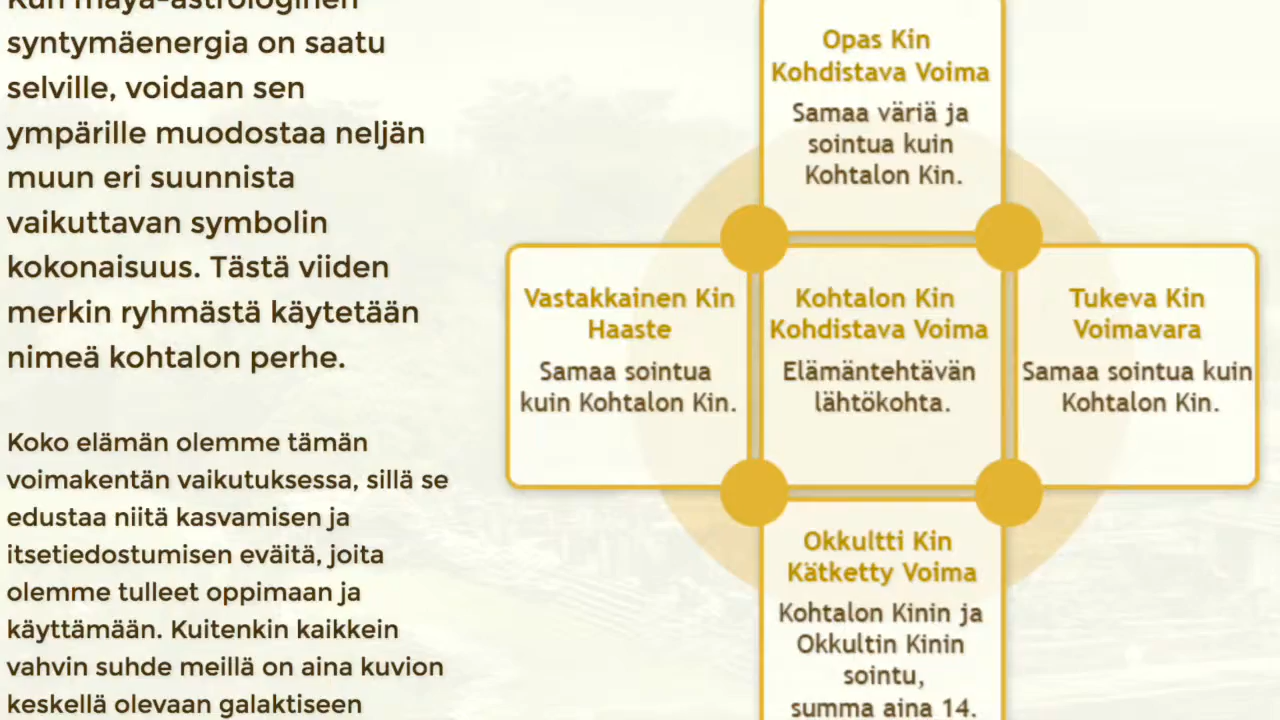 Kun maya-astrologinen
syntymäenergia on saatu
selville, voidaan sen
ympärille muodostaa neljän
muun eri suunnista
vaikuttavan symbolin
kokonaisuus. Tästä viiden
merkin ryhmästä käytetään
nimeä kohtalon perhe.
Koko elämän olemme tämän
voimakentän vaikutuksessa, sillä se
edustaa niitä kasvamisen ja
itsetiedostumisen eväitä, joita
olemme tulleet oppimaan ja
käyttämään. Kuitenkin kaikkein
vahvin suhde meillä on aina kuvion
keskellä olevaan galaktiseen
Opas Kin
Kohdistava Voima
Samaa väriä ja
sointua kuin
Kohtalon Kin.
Vastakkainen Kin
Haaste
Samaa sointua
kuin Kohtalon Kin.
Kohtalon Kin
Kohdistava Voima
Elämäntehtävän
lähtökohta.
Tukeva Kin
Voimavara
Samaa sointua kuin
Kohtalon Kin.
Okkultti Kin
Kätketty Voima
Kohtalon Kinin ja
Okkultin Kinin
sointu,
summa aina 14.